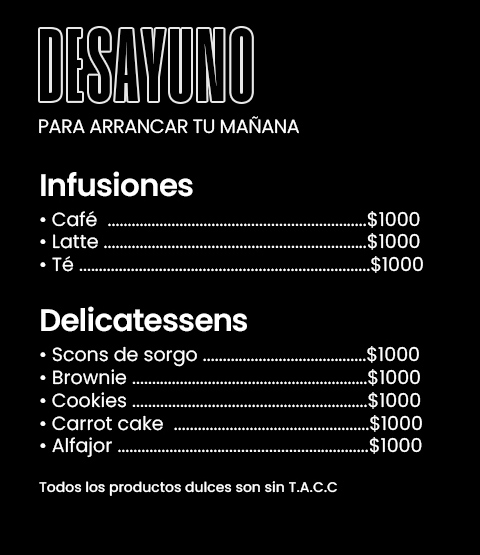 DESAYUNO
PARA ARRANCAR TU MAÑANA
Infusiones
• Café ................................................................$1000
• Latte .................................................................$1000
• Té ........................................................................$1000
Delicatessens
• Scons de sorgo ........................................$1000
• Brownie ..........................................................$1000
• Cookies ..........................................................$1000
• Carrot cake ................................................$1000
• Alfajor ..............................................................$1000
Todos los productos dulces son sin T.A.C.C